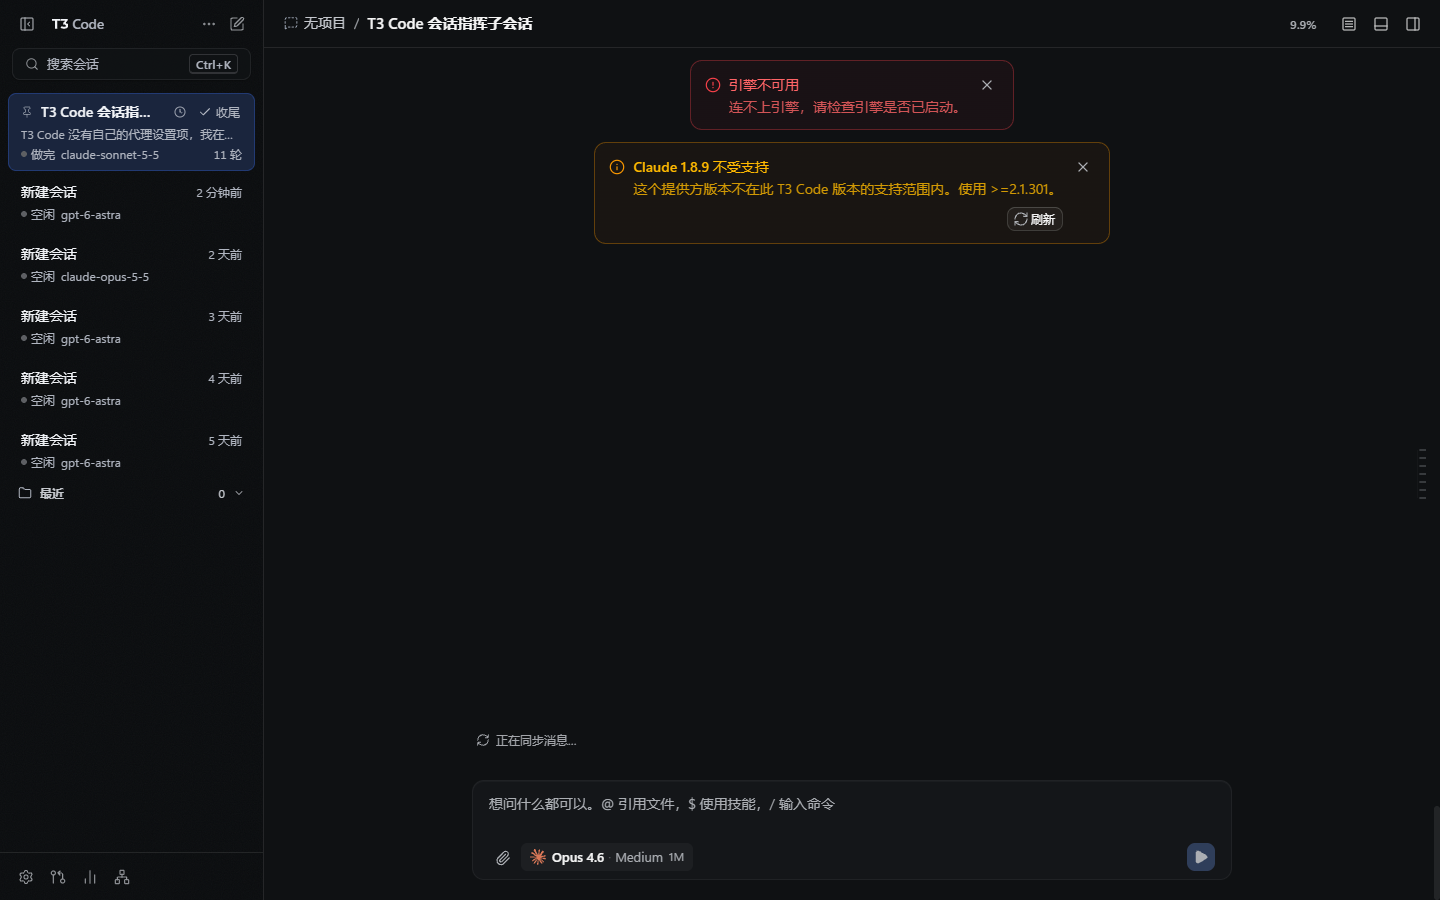 T3 Code
搜索会话 Ctrl+K
T3 Code 会话指... 收尾
T3 Code 没有自己的代理设置项，我在...
做完 claude-sonnet-5-5 11 轮
新建会话 2 分钟前
空闲 gpt-6-astra
新建会话 2 天前
空闲 claude-opus-5-5
新建会话 3 天前
空闲 gpt-6-astra
新建会话 4 天前
空闲 gpt-6-astra
新建会话 5 天前
空闲 gpt-6-astra
最近 0
无项目 / T3 Code 会话指挥子会话
9.9%
引擎不可用
连不上引擎，请检查引擎是否已启动。
Claude 1.8.9 不受支持
这个提供方版本不在此 T3 Code 版本的支持范围内。使用 >=2.1.301。
刷新
正在同步消息...
想问什么都可以。@ 引用文件，$ 使用技能，/ 输入命令
Opus 4.6 · Medium 1M